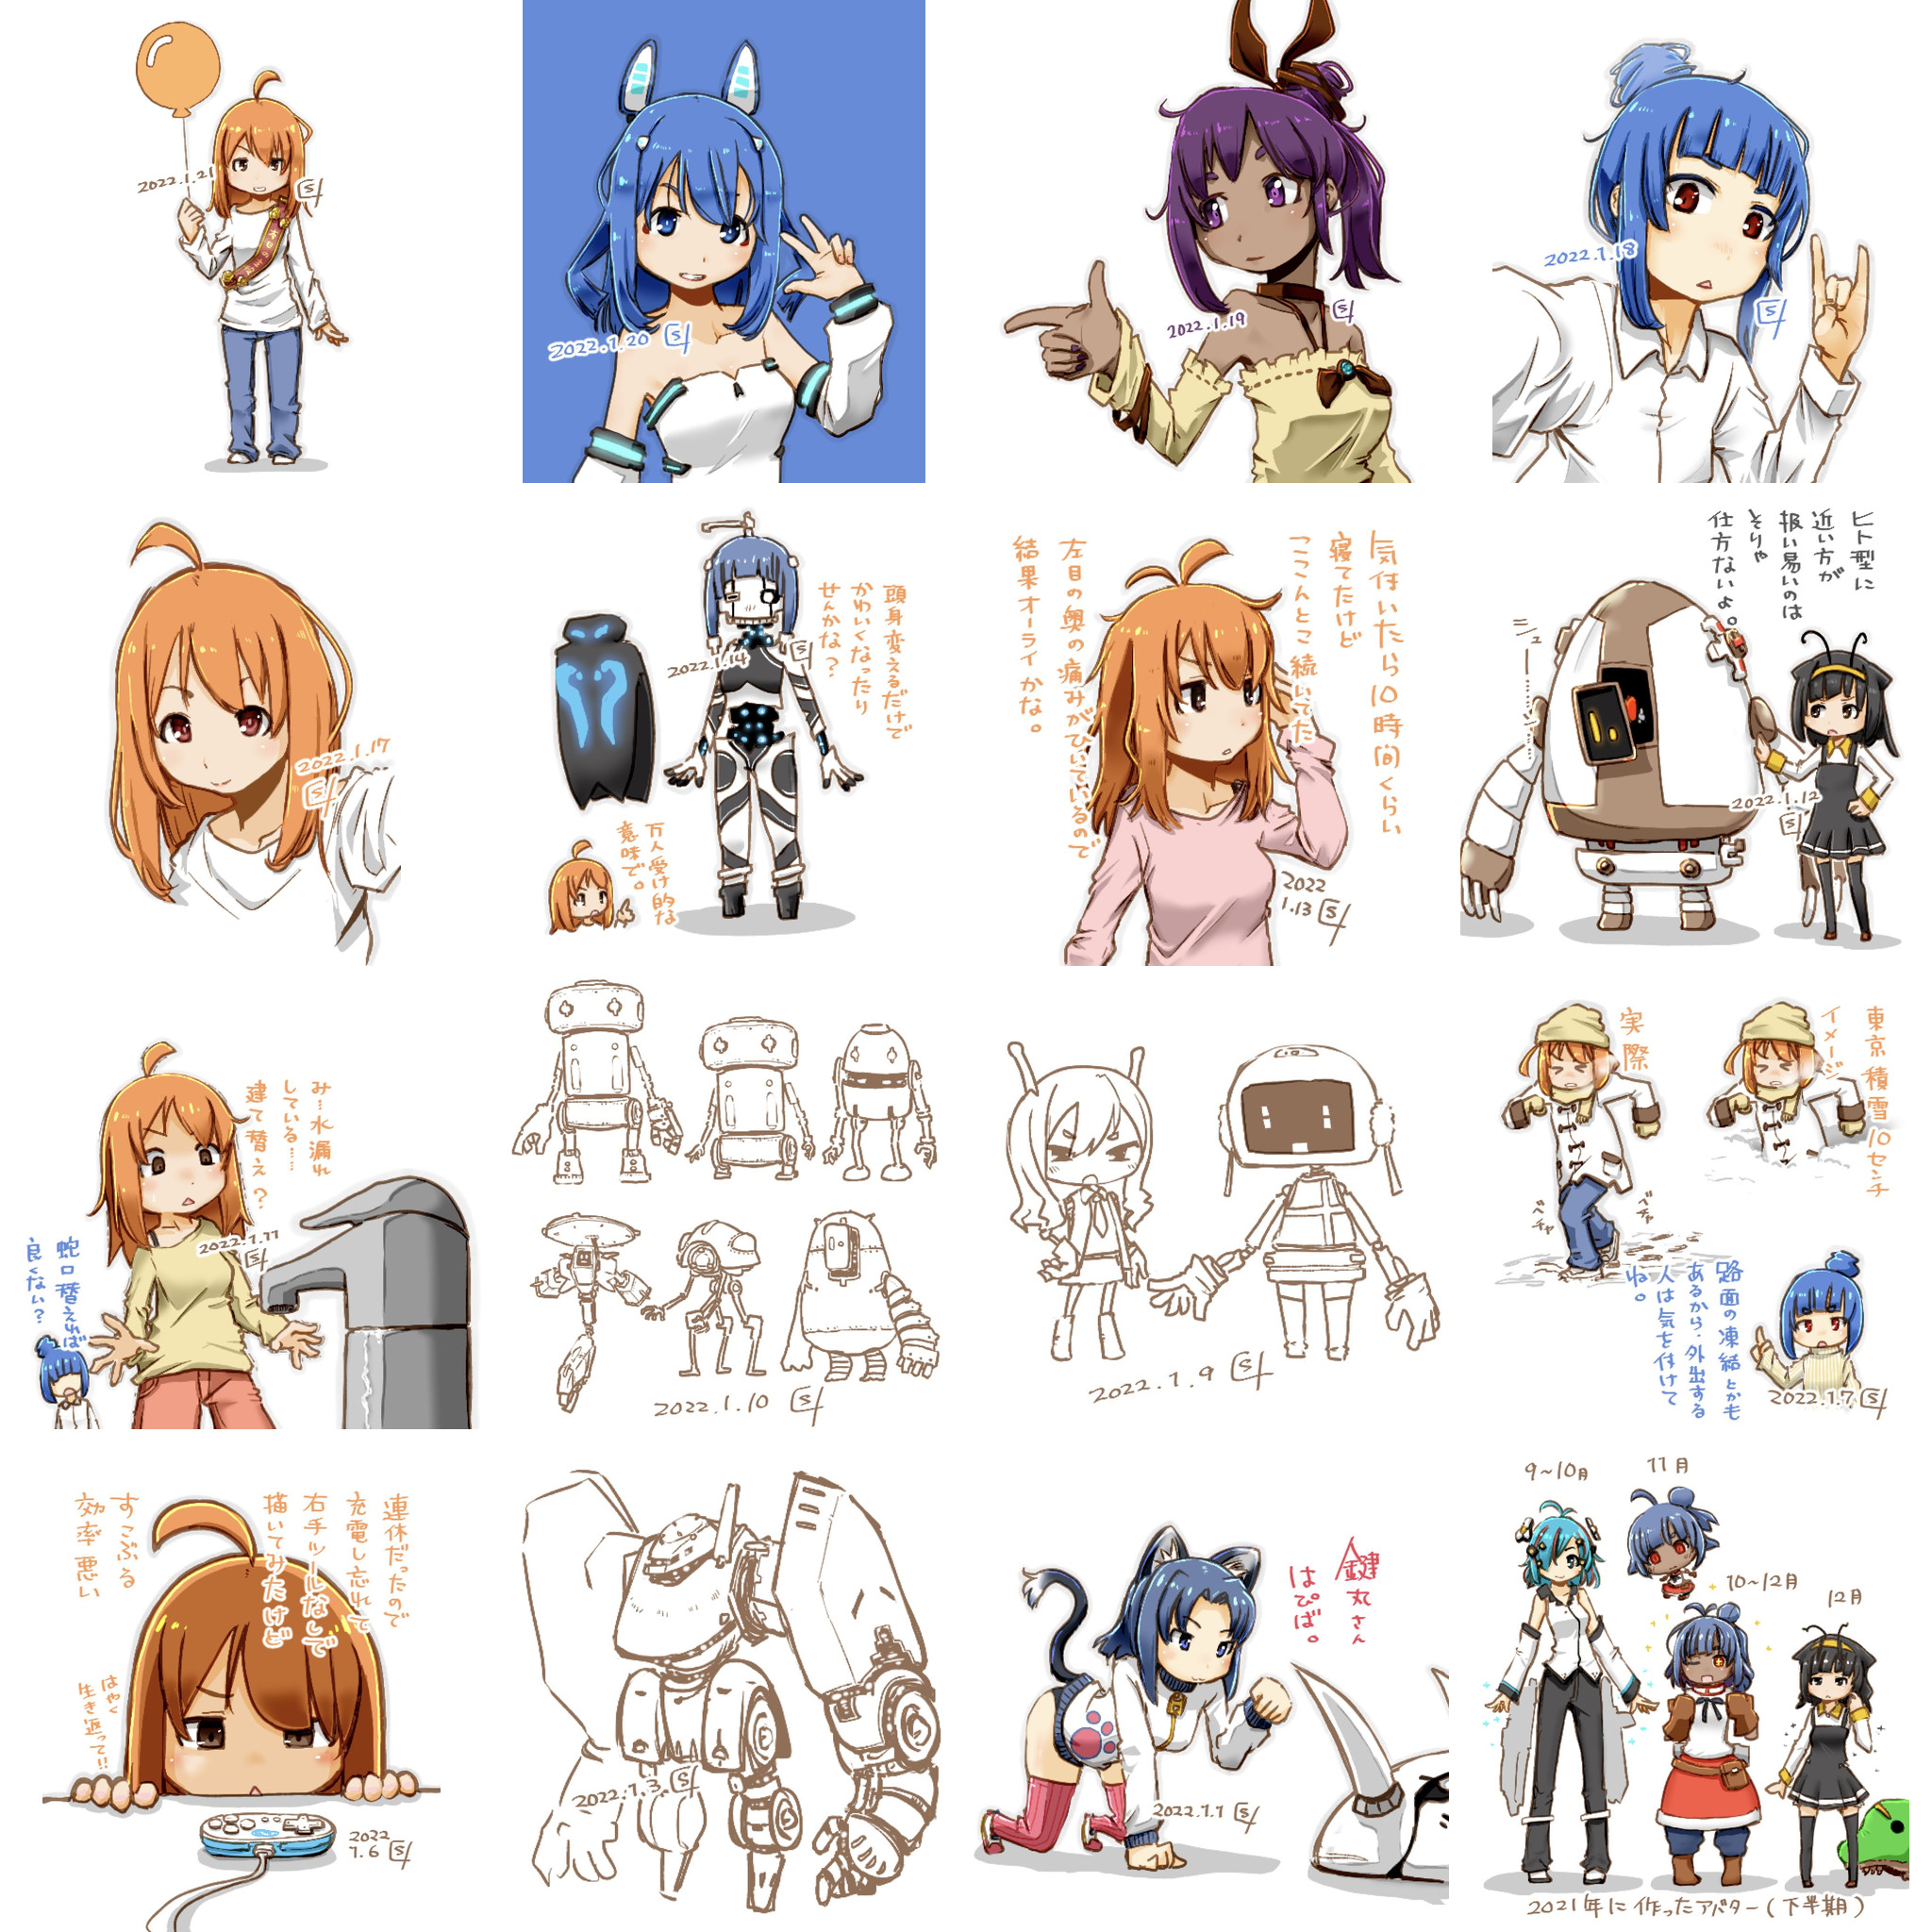 2022.1.21
本日の主役
2022.1.20
2022.1.19
2022.1.18
2022.1.17
頭身変えるだけで
かわいくなったり
せんかな?
2022.1.14
万人受け的な
意味で。
気付いたら10時間くらい
寝てたけど
ここんとこ続いてた
左目の奥の痛みがひいているので
結果オーライかな。
2022
1.13
ヒト型に
近い方が
扱い易いのは
そりゃ
仕方ないよ。
シュー
2022.1.12
み…水漏れ
している……
建て替え?
2022.1.11
蛇口替えれば
良くない?
2022.1.10
2022.1.9
東京積雪10センチ
イメージ
実際
ベチャ
ベチャ
路面の凍結とかも
あるから、外出する
人は気を付けて
ね。
2022.1.7
連休だったので
充電し忘れて
右手ツールなしで
描いてみたけど
すこぶる
効率悪い
はやく
生き返って!!
2022
1.6
2022.1.3.
鍵丸さん
はぴば。
2022.1.1
9~10月
11月
10~12月
12月
2021年に作ったアバター(下半期)